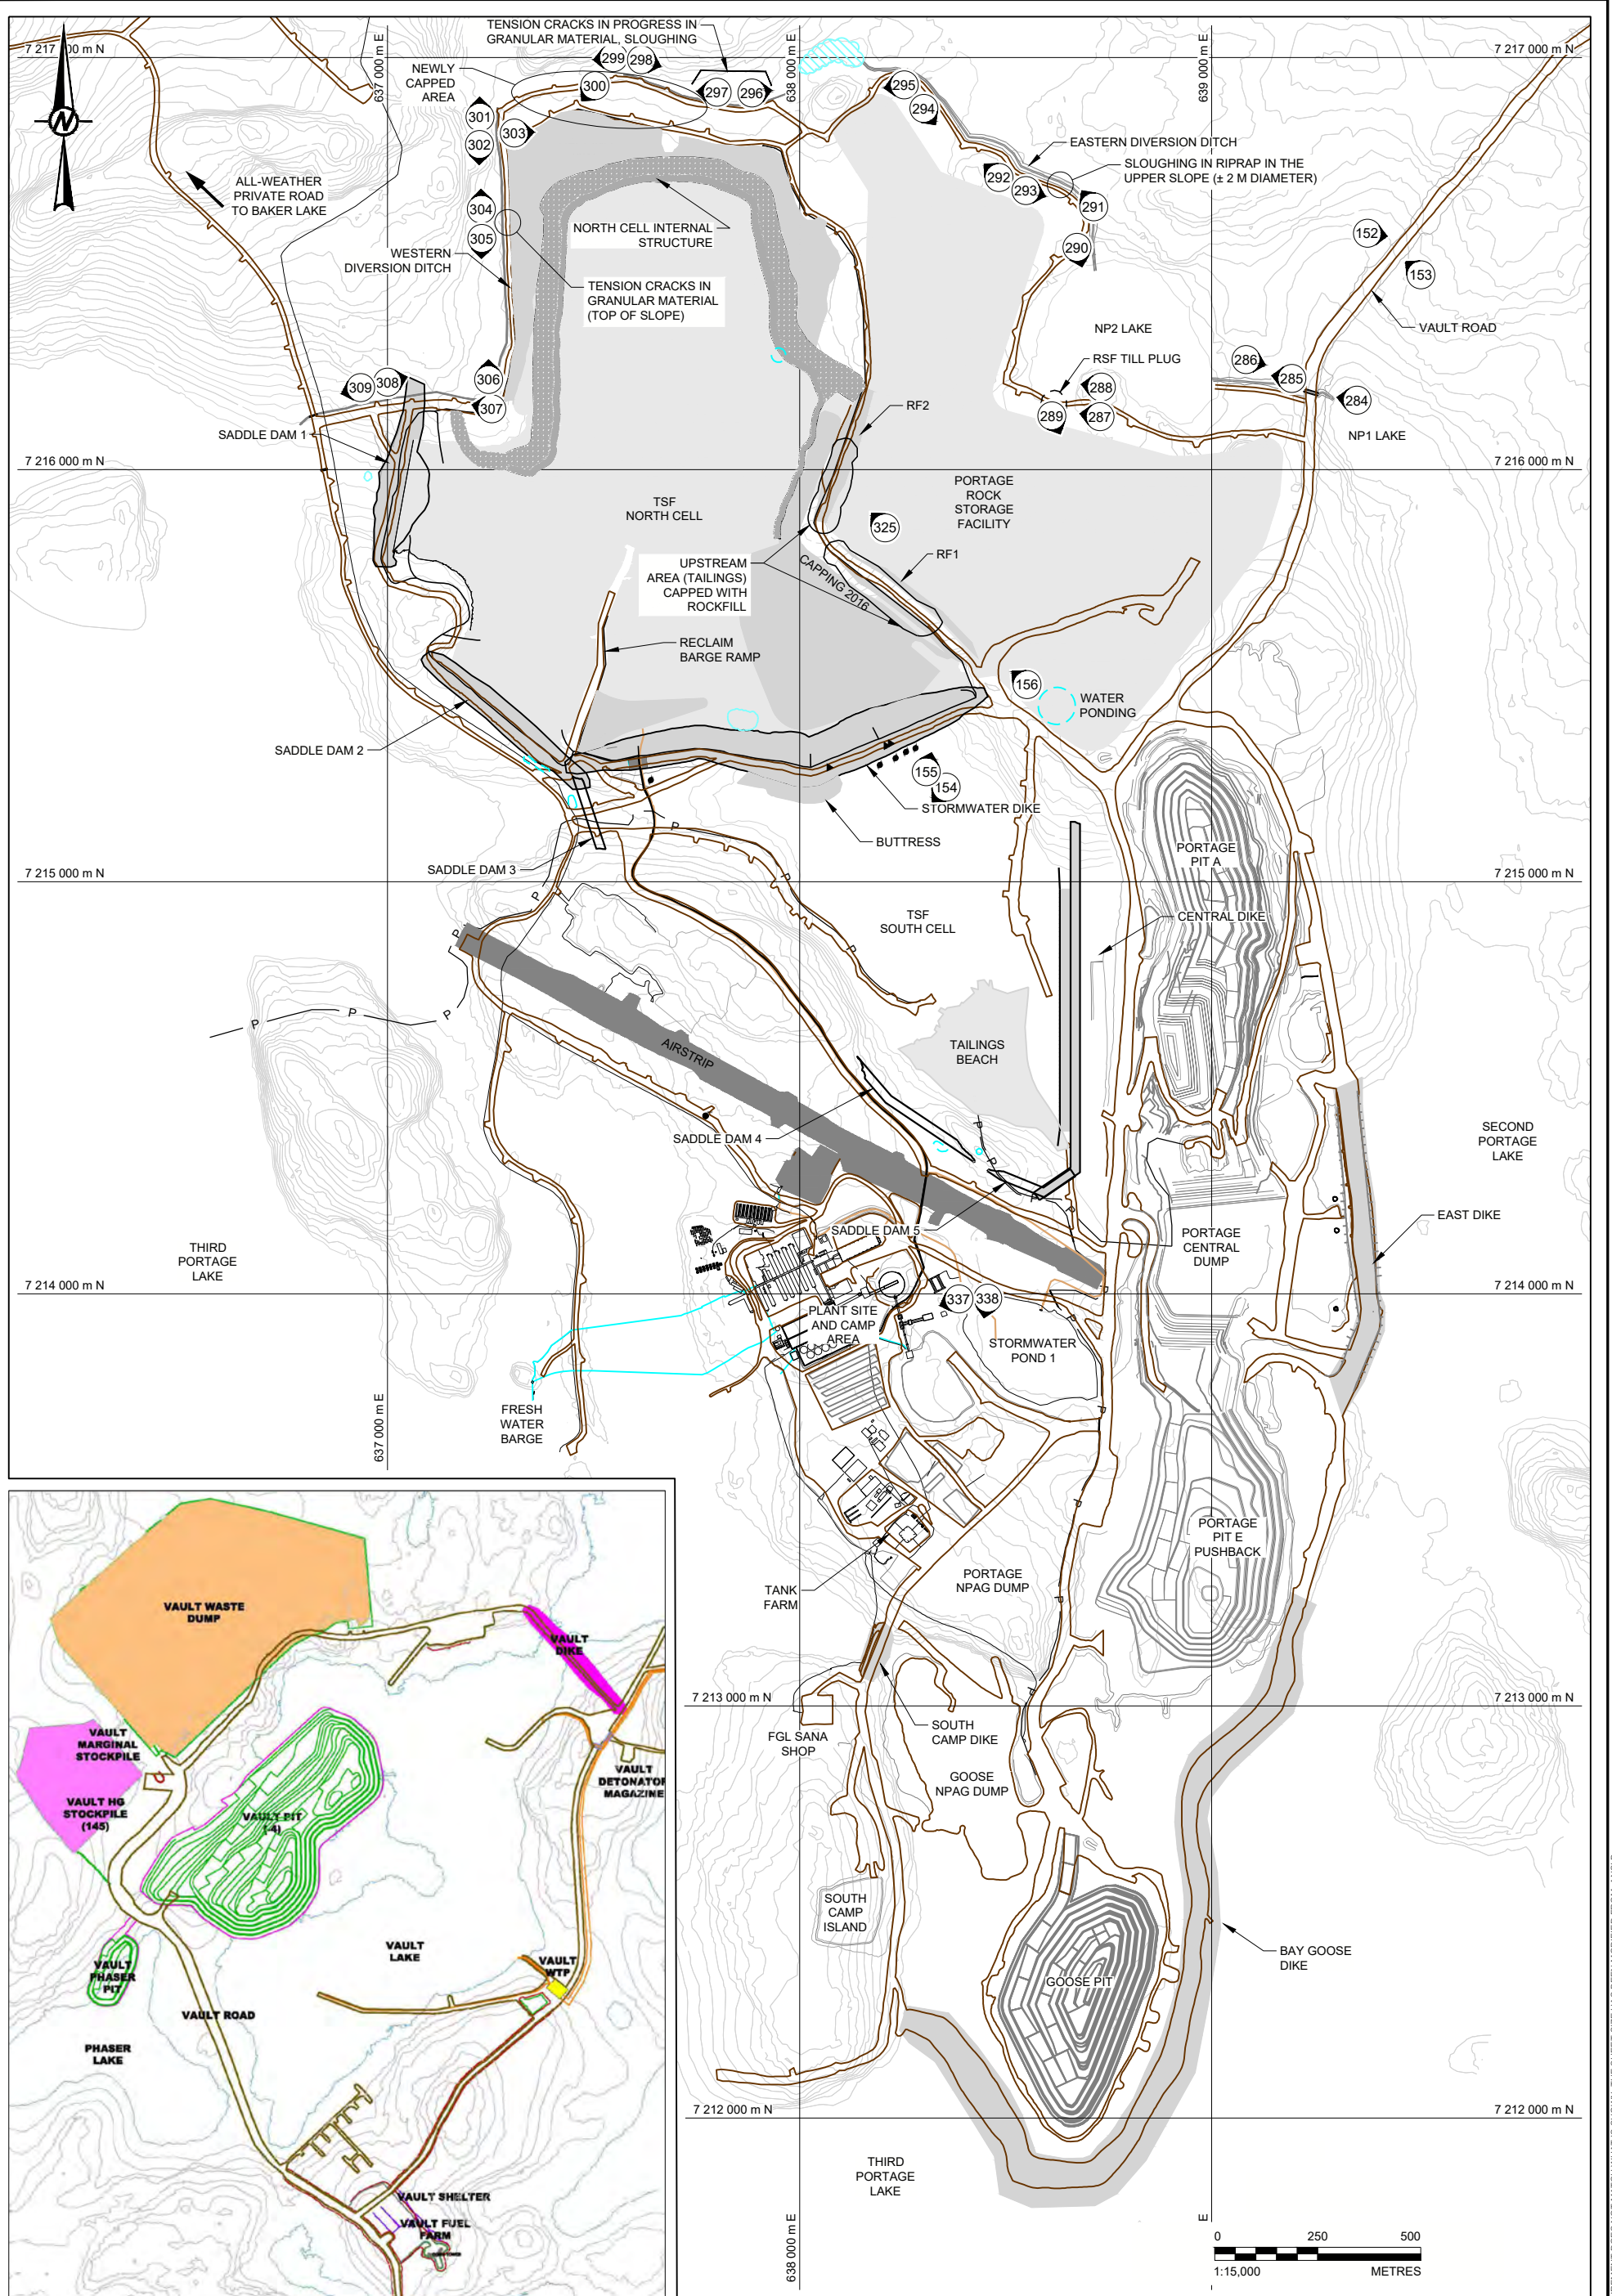 TENSION CRACKS IN PROGRESS IN
GRANULAR MATERIAL, SLOUGHING
637 000 m E
638 000 m E
639 000 m E
7 217 000 m N
7 217 000 m N
NEWLY
CAPPED
AREA
299
298
300
297
296
295
294
301
302
303
N
EASTERN DIVERSION DITCH
SLOUGHING IN RIPRAP IN THE
UPPER SLOPE (± 2 M DIAMETER)
292
293
291
290
152
153
ALL-WEATHER
PRIVATE ROAD
TO BAKER LAKE
304
305
NORTH CELL INTERNAL
STRUCTURE
WESTERN
DIVERSION DITCH
TENSION CRACKS IN
GRANULAR MATERIAL
(TOP OF SLOPE)
NP2 LAKE
VAULT ROAD
RSF TILL PLUG
286
285
284
288
287
289
306
307
308
309
RF2
NP1 LAKE
SADDLE DAM 1
7 216 000 m N
7 216 000 m N
TSF
NORTH CELL
PORTAGE
ROCK
STORAGE
FACILITY
325
RF1
UPSTREAM
AREA (TAILINGS)
CAPPED WITH
ROCKFILL
CAPPING 2016
RECLAIM
BARGE RAMP
156
WATER
PONDING
SADDLE DAM 2
155
154
STORMWATER DIKE
BUTTRESS
P
SADDLE DAM 3
PORTAGE
PIT A
7 215 000 m N
7 215 000 m N
P
P
TSF
SOUTH CELL
CENTRAL DIKE
P
P
P
P
P
AIRSTRIP
TAILINGS
BEACH
P
P
SADDLE DAM 4
SECOND
PORTAGE
LAKE
P
P
SADDLE DAM 5
EAST DIKE
PORTAGE
CENTRAL
DUMP
THIRD
PORTAGE
LAKE
7 214 000 m N
7 214 000 m N
337
338
PLANT SITE
AND CAMP
AREA
STORMWATER
POND 1
FRESH
WATER
BARGE
637 000 m E
P
P
PORTAGE
PIT E
PUSHBACK
TANK
FARM
PORTAGE
NPAG DUMP
P
P
7 213 000 m N
7 213 000 m N
FGL SANA
SHOP
SOUTH
CAMP DIKE
GOOSE
NPAG DUMP
SOUTH
CAMP
ISLAND
BAY GOOSE
DIKE
GOOSE PIT
7 212 000 m N
7 212 000 m N
THIRD
PORTAGE
LAKE
638 000 m E
E
0 250 500
1:15,000 METRES
VAULT WASTE
DUMP
VAULT
DIKE
VAULT
MARGINAL
STOCKPILE
VAULT HG
STOCKPILE
(145)
VAULT PIT
(-4)
VAULT
DETONATOR
MAGAZINE
VAULT
LAKE
VAULT
WTP
VAULT
PHASER
PIT
VAULT ROAD
PHASER
LAKE
VAULT SHELTER
VAULT FUEL
FARM